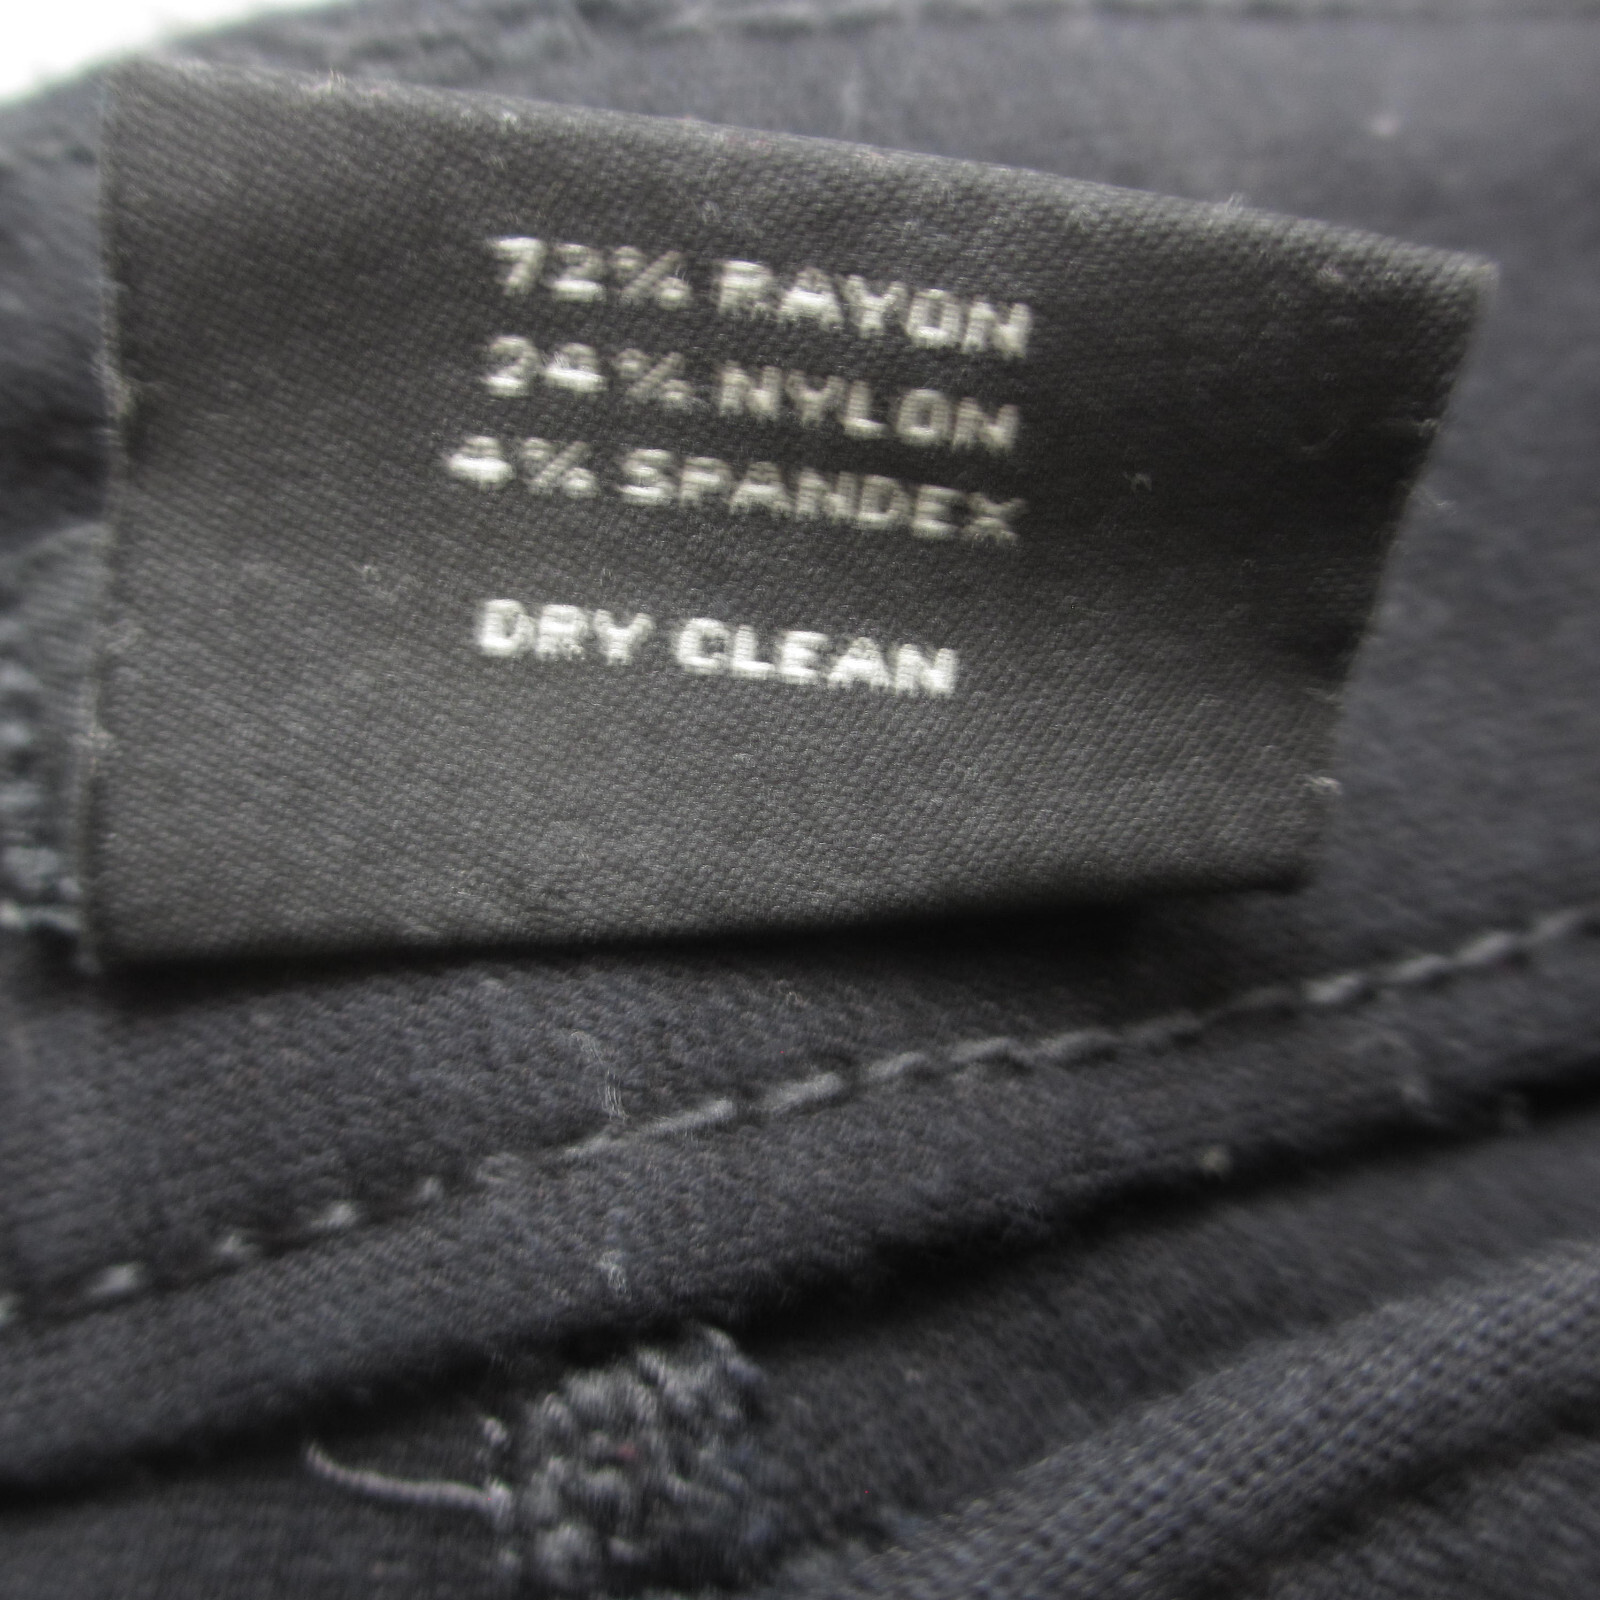 72% RAYON
24% NYLON
4% SPANDEX
DRY CLEAN